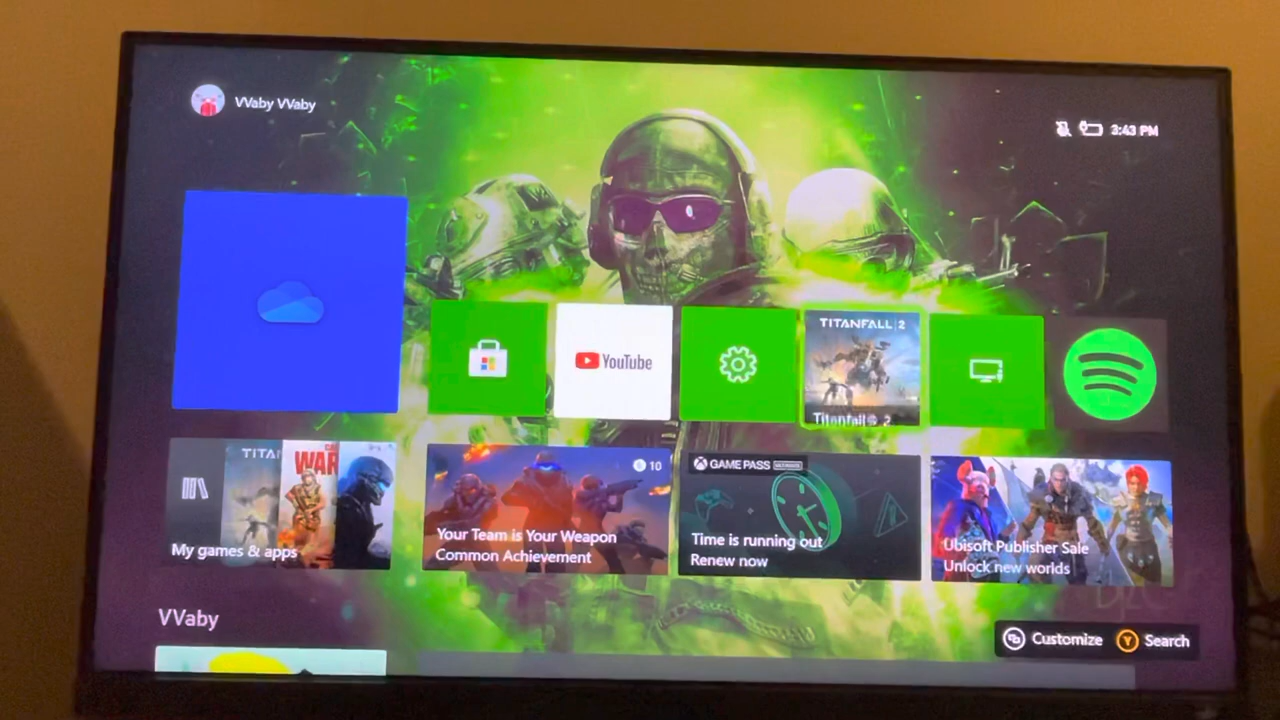 VVaby VVaby
3:43 PM
YouTube
TITANFALL 2
Titanfall® 2
TITAN
WAR
My games & apps
10
Your Team is Your Weapon
Common Achievement
GAME PASS ULTIMATE
Time is running out
Renew now
Ubisoft Publisher Sale
Unlock new worlds
VVaby
Customize
Y Search